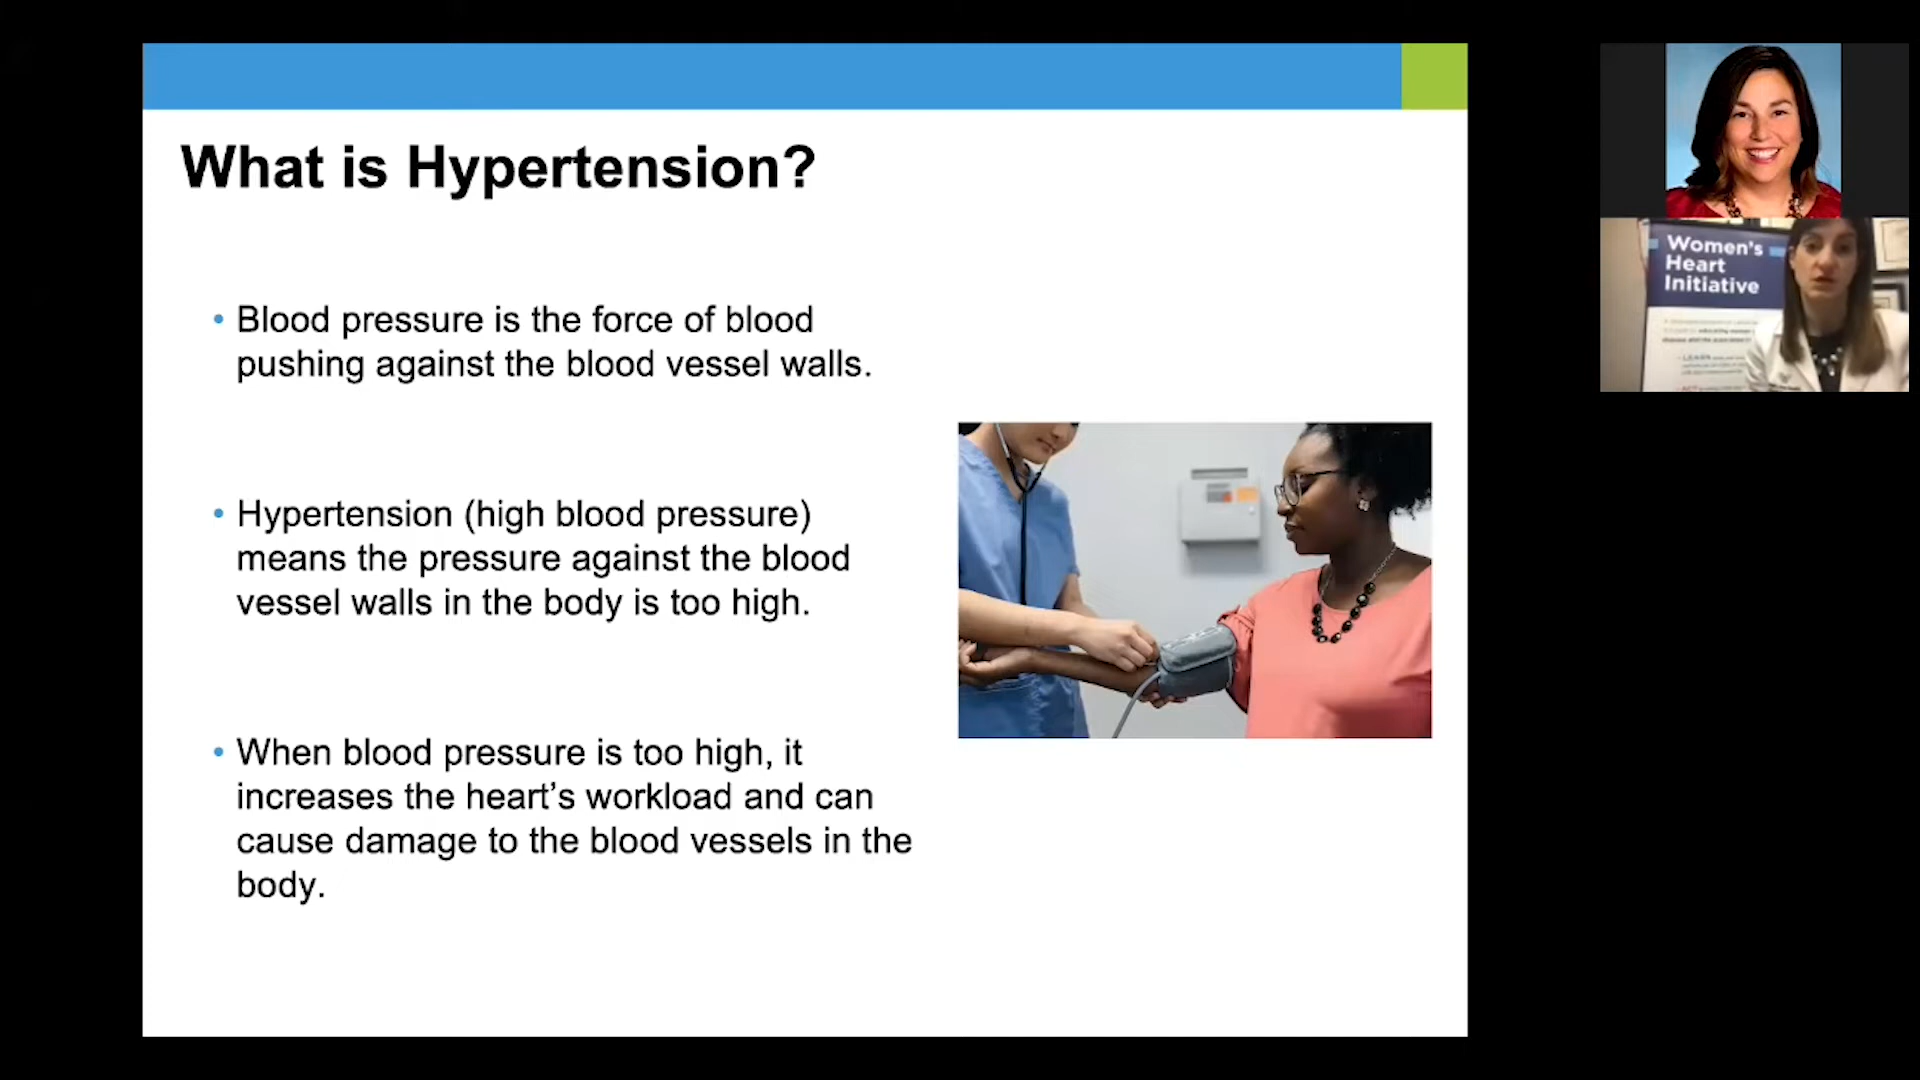 What is Hypertension?
• Blood pressure is the force of blood
pushing against the blood vessel walls.
• Hypertension (high blood pressure)
means the pressure against the blood
vessel walls in the body is too high.
• When blood pressure is too high, it
increases the heart’s workload and can
cause damage to the blood vessels in the
body.
Women's
Heart
Initiative
LEARN